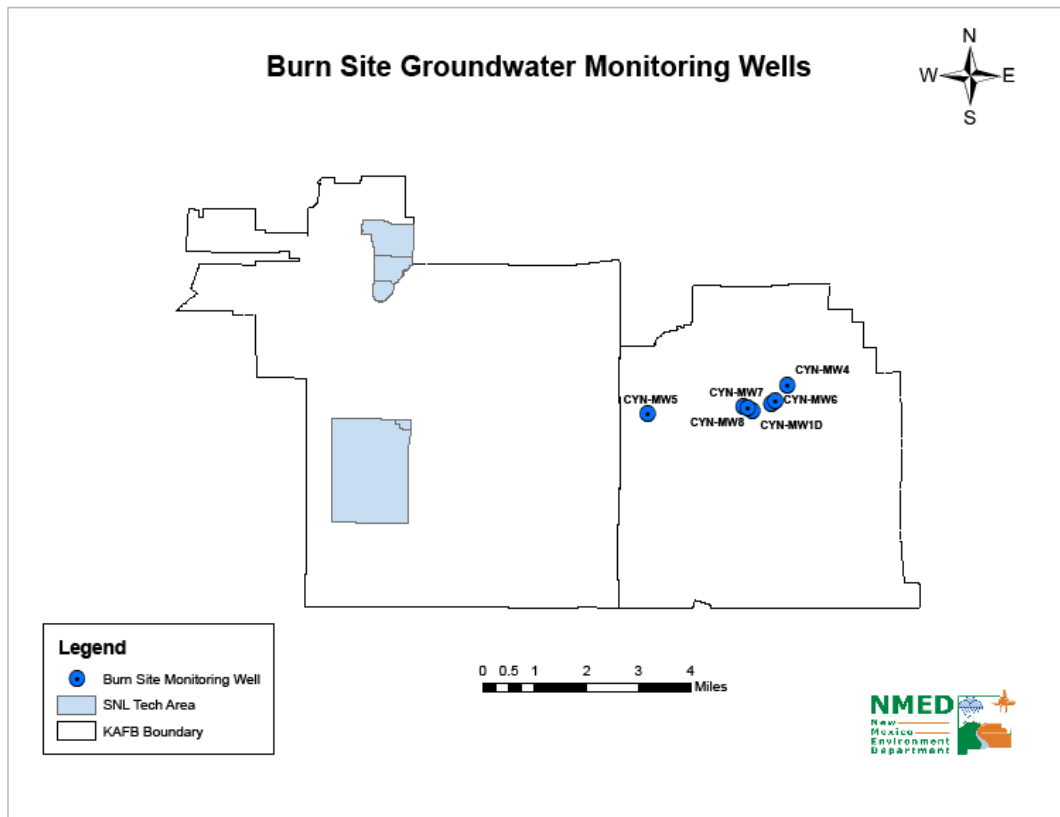 Burn Site Groundwater Monitoring Wells
N
W E
S
CYN-MW4
CYN-MW7
CYN-MW5
CYN-MW6
CYN-MW8
CYN-MW1D
Legend
Burn Site Monitoring Well
SNL Tech Area
KAFB Boundary
0 0.5 1 2 3 4
Miles
NMED
New
Mexico
Environment
Department